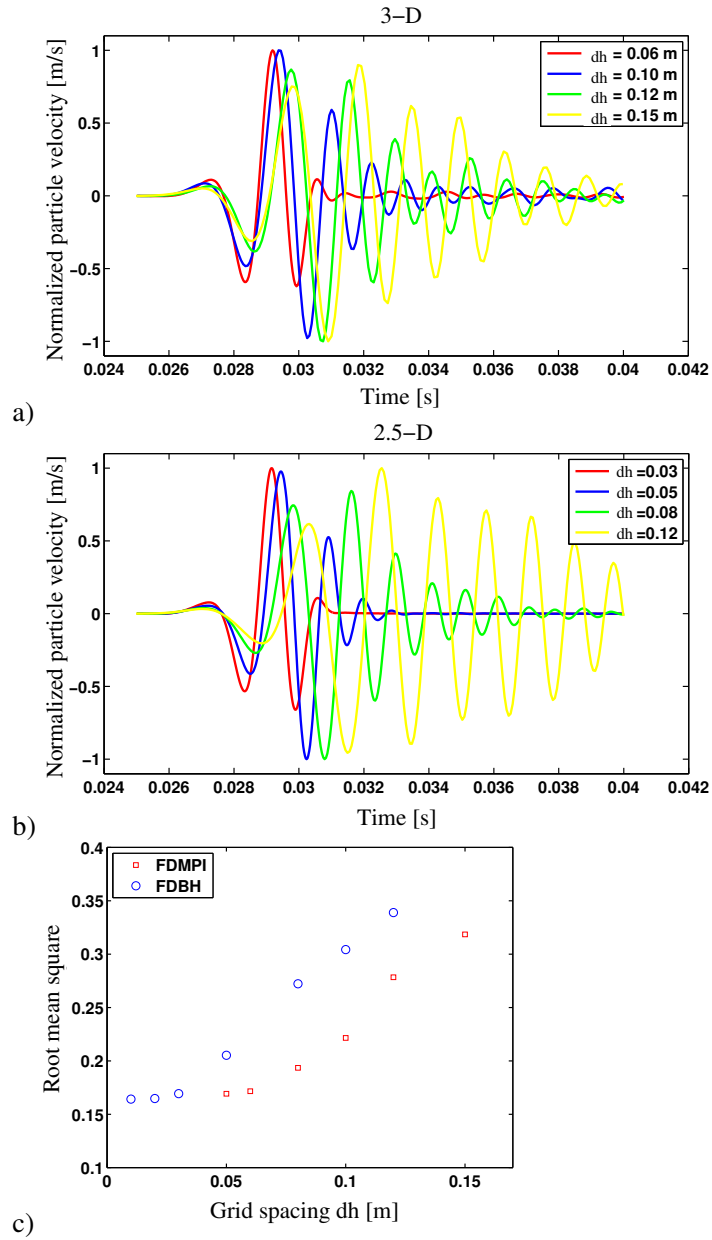 3−D
Normalized particle velocity [m/s]
1
0.5
0
−0.5
−1
dh = 0.06 m
dh = 0.10 m
dh = 0.12 m
dh = 0.15 m
0.024 0.026 0.028 0.03 0.032 0.034 0.036 0.038 0.04 0.042
Time [s]
a)
2.5−D
Normalized particle velocity [m/s]
1
0.5
0
−0.5
−1
dh =0.03
dh =0.05
dh =0.08
dh =0.12
0.024 0.026 0.028 0.03 0.032 0.034 0.036 0.038 0.04 0.042
Time [s]
b)
Root mean square
0.4
0.35
0.3
0.25
0.2
0.15
0.1
FDMPI
FDBH
0 0.05 0.1 0.15
Grid spacing dh [m]
c)